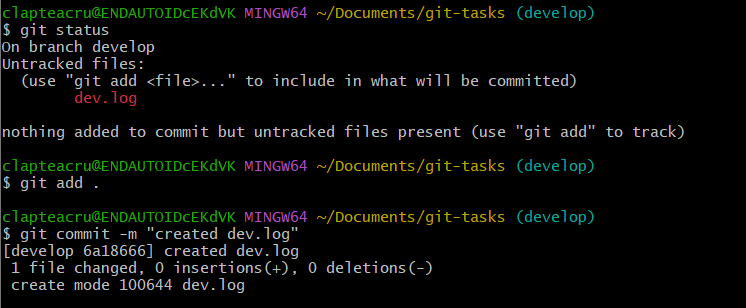 clapteacru@ENDAUTOIDcEKdVK MINGW64 ~/Documents/git-tasks (develop)
$ git status
On branch develop
Untracked files:
  (use "git add <file>..." to include in what will be committed)
        dev.log

nothing added to commit but untracked files present (use "git add" to track)

clapteacru@ENDAUTOIDcEKdVK MINGW64 ~/Documents/git-tasks (develop)
$ git add .

clapteacru@ENDAUTOIDcEKdVK MINGW64 ~/Documents/git-tasks (develop)
$ git commit -m "created dev.log"
[develop 6a18666] created dev.log
 1 file changed, 0 insertions(+), 0 deletions(-)
 create mode 100644 dev.log